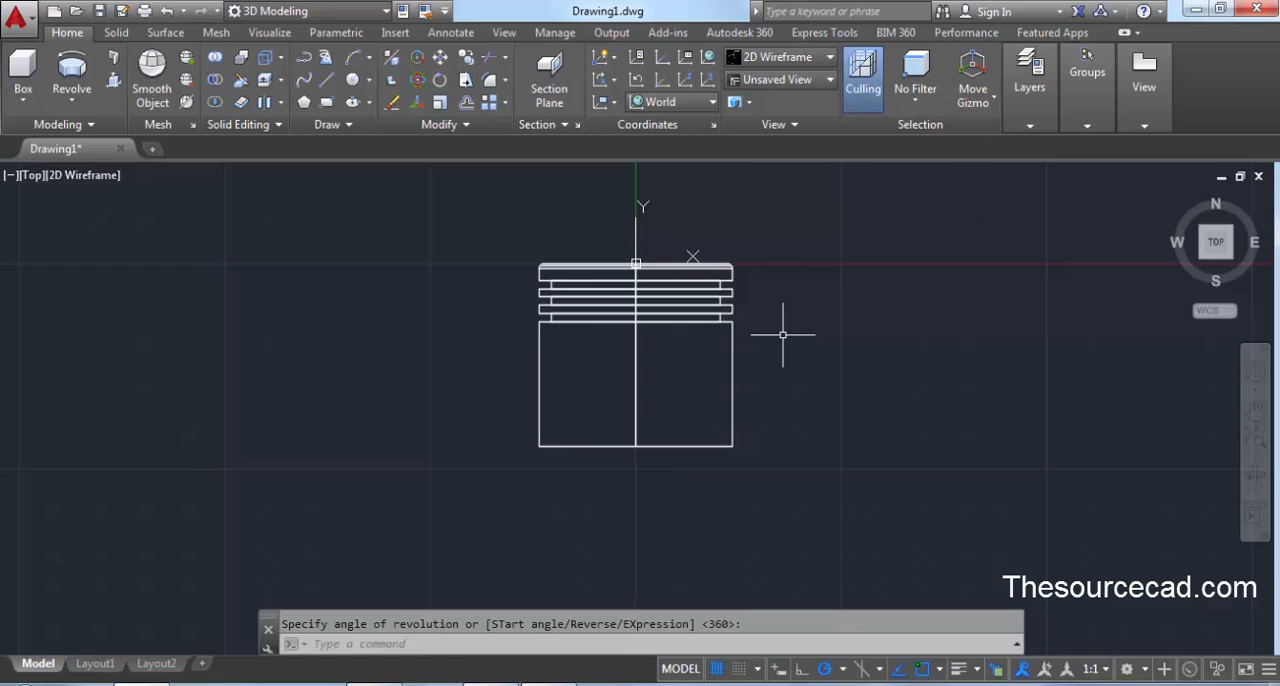 3D Modeling
Drawing1.dwg
Type a keyword or phrase
Sign In
Home Solid Surface Mesh Visualize Parametric Insert Annotate View Manage Output Add-ins Autodesk 360 Express Tools BIM 360 Performance Featured Apps
2D Wireframe
Unsaved View
World
Box
Revolve
Smooth Object
Section Plane
Culling
No Filter
Move Gizmo
Layers
Groups
View
Modeling
Mesh
Solid Editing
Draw
Modify
Section
Coordinates
View
Selection
Drawing1*
[−][Top][2D Wireframe]
Y
X
N
W
TOP
E
S
WCS
Thesourcecad.com
Specify angle of revolution or [STart angle/Reverse/EXpression] <360>:
Type a command
Model Layout1 Layout2 +
MODEL
1:1